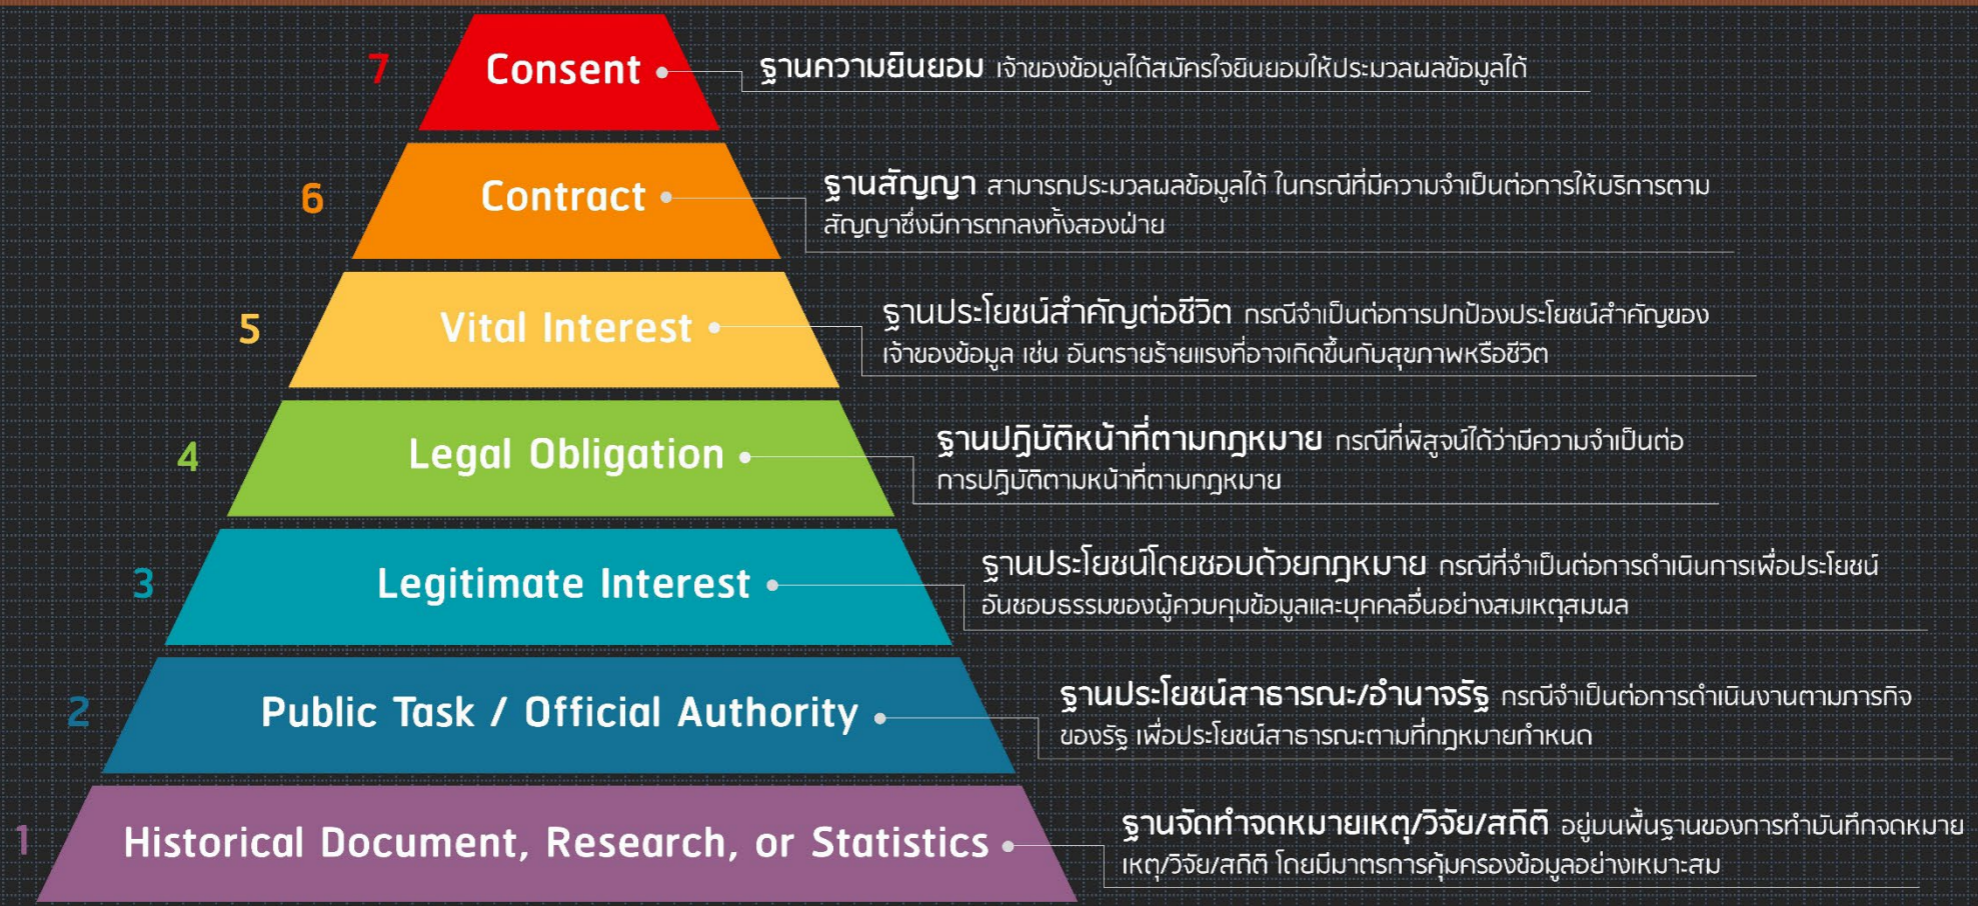 7
Consent
ฐานความยินยอม เจ้าของข้อมูลได้สมัครใจยินยอมให้ประมวลผลข้อมูลได้
6
Contract
ฐานสัญญา สามารถประมวลผลข้อมูลได้ ในกรณีที่มีความจำเป็นต่อการให้บริการตาม
สัญญาซึ่งมีการตกลงทั้งสองฝ่าย
5
Vital Interest
ฐานประโยชน์สำคัญต่อชีวิต กรณีจำเป็นต่อการปกป้องประโยชน์สำคัญของ
เจ้าของข้อมูล เช่น อันตรายร้ายแรงที่อาจเกิดขึ้นกับสุขภาพหรือชีวิต
4
Legal Obligation
ฐานปฏิบัติหน้าที่ตามกฎหมาย กรณีที่พิสูจน์ได้ว่ามีความจำเป็นต่อ
การปฏิบัติตามหน้าที่ตามกฎหมาย
3
Legitimate Interest
ฐานประโยชน์โดยชอบด้วยกฎหมาย กรณีที่จำเป็นต่อการดำเนินการเพื่อประโยชน์
อันชอบธรรมของผู้ควบคุมข้อมูลและบุคคลอื่นอย่างสมเหตุสมผล
2
Public Task / Official Authority
ฐานประโยชน์สาธารณะ/อำนาจรัฐ กรณีจำเป็นต่อการดำเนินงานตามภารกิจ
ของรัฐ เพื่อประโยชน์สาธารณะตามที่กฎหมายกำหนด
1
Historical Document, Research, or Statistics
ฐานจัดทำจดหมายเหตุ/วิจัย/สถิติ อยู่บนพื้นฐานของการทำบันทึกจดหมาย
เหตุ/วิจัย/สถิติ โดยมีมาตรการคุ้มครองข้อมูลอย่างเหมาะสม